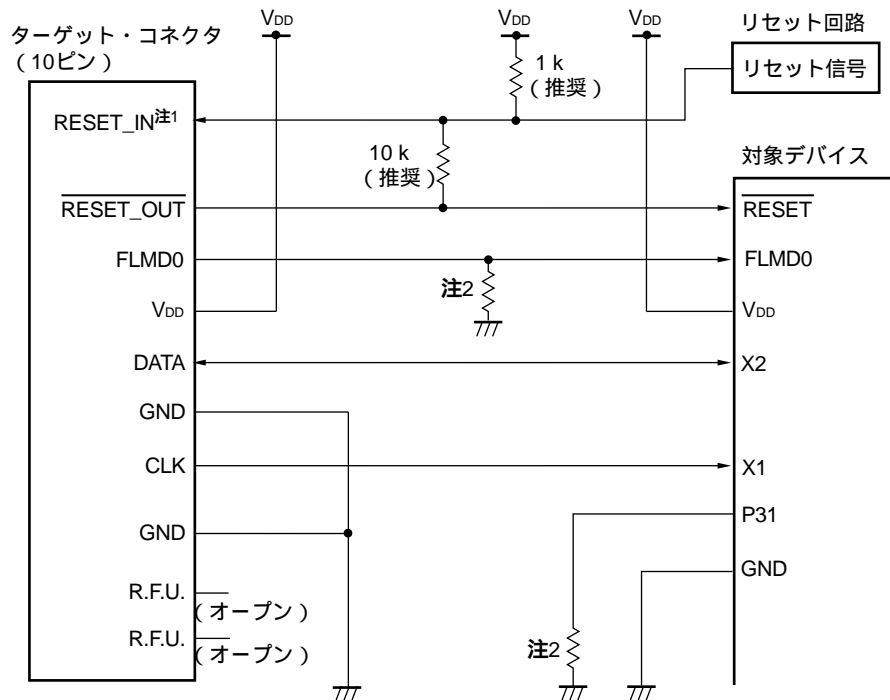 ターゲット・コネクタ
（10ピン）
VDD
VDD
VDD
リセット回路
リセット信号
1 k
（推奨）
RESET_IN注1
10 k
（推奨）
対象デバイス
RESET_OUT
RESET
FLMD0
FLMD0
注2
VDD
VDD
DATA
X2
GND
CLK
X1
P31
GND
GND
R.F.U.
（オープン）
R.F.U.
（オープン）
注2